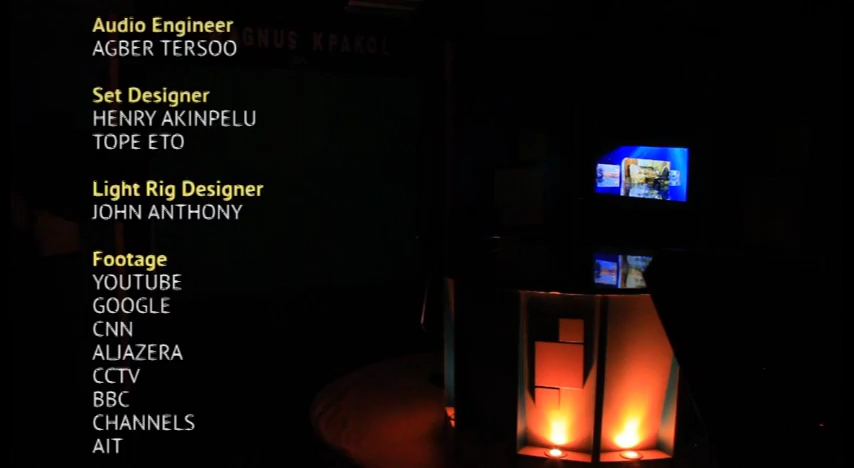 Audio Engineer
AGBER TERSOO
Set Designer
HENRY AKINPELU
TOPE ETO
Light Rig Designer
JOHN ANTHONY
Footage
YOUTUBE
GOOGLE
CNN
ALJAZERA
CCTV
BBC
CHANNELS
AIT